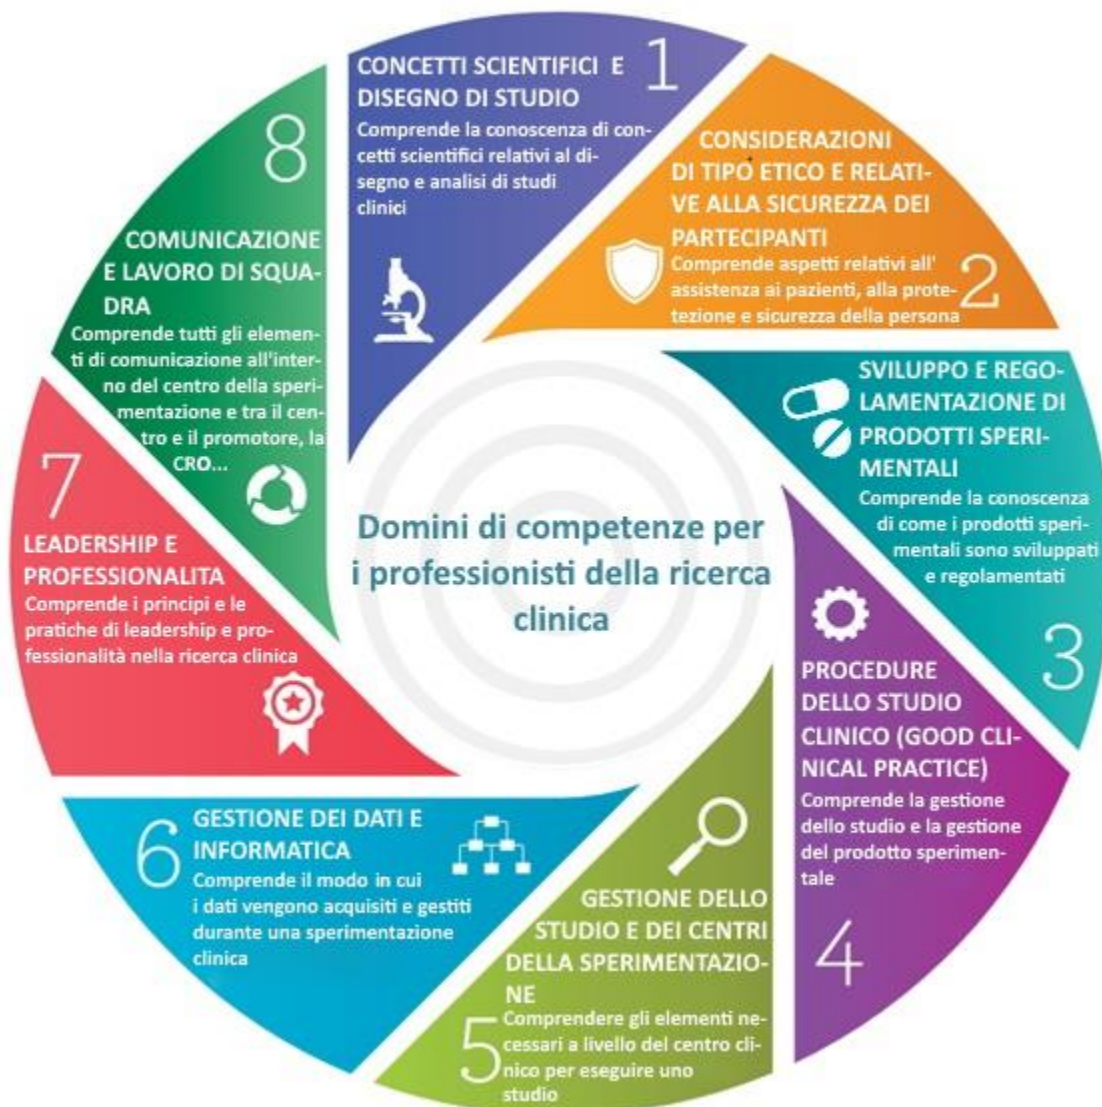 CONCETTI SCIENTIFICI E
DISEGNO DI STUDIO
Comprende la conoscenza di con-
cetti scientifici relativi al di-
segno e analisi di studi
clinici
1
CONSIDERAZIONI
DI TIPO ETICO E RELATI-
VE ALLA SICUREZZA DEI
PARTECIPANTI
Comprende aspetti relativi all'
assistenza ai pazienti, alla prote-
tezione e sicurezza della persona
2
SVILUPPO E REGO-
LAMENTAZIONE DI
PRODOTTI SPERI-
MENTALI
Comprende la conoscenza
di come i prodotti speri-
mentali sono sviluppati
e regolamentati
3
PROCEDURE
DELLO STUDIO
CLINICO (GOOD CLI-
NICAL PRACTICE)
Comprende la gestione
dello studio e la gestione
del prodotto sperimen-
tale
4
GESTIONE DELLO
STUDIO E DEI CENTRI
DELLA SPERIMENTAZIO-
NE
Comprendere gli elementi ne-
cessari a livello del centro cli-
nico per eseguire uno
studio
5
GESTIONE DEI DATI E
INFORMATICA
Comprende il modo in cui
i dati vengono acquisiti e gestiti
durante una sperimentazione
clinica
6
LEADERSHIP E
PROFESSIONALITA
Comprende i principi e le
pratiche di leadership e pro-
fessionalità nella ricerca clinica
7
COMUNICAZIONE
E LAVORO DI SQUA-
DRA
Comprende tutti gli elemen-
ti di comunicazione all'inter-
no del centro della speri-
mentazione e tra il cen-
tro e il promotore, la
CRO...
8
Domini di competenze per
i professionisti della ricerca
clinica